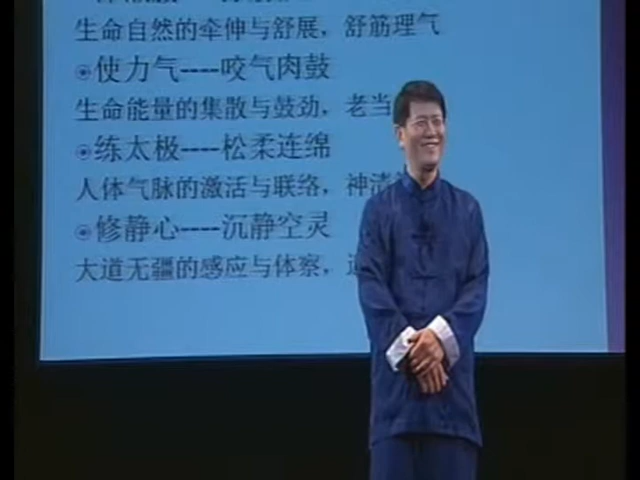 生命自然的牵伸与舒展，舒筋理气
使力气----咬气肉鼓
生命能量的集散与鼓劲，老当
练太极----松柔连绵
人体气脉的激活与联络，神清
修静心----沉静空灵
大道无疆的感应与体察，